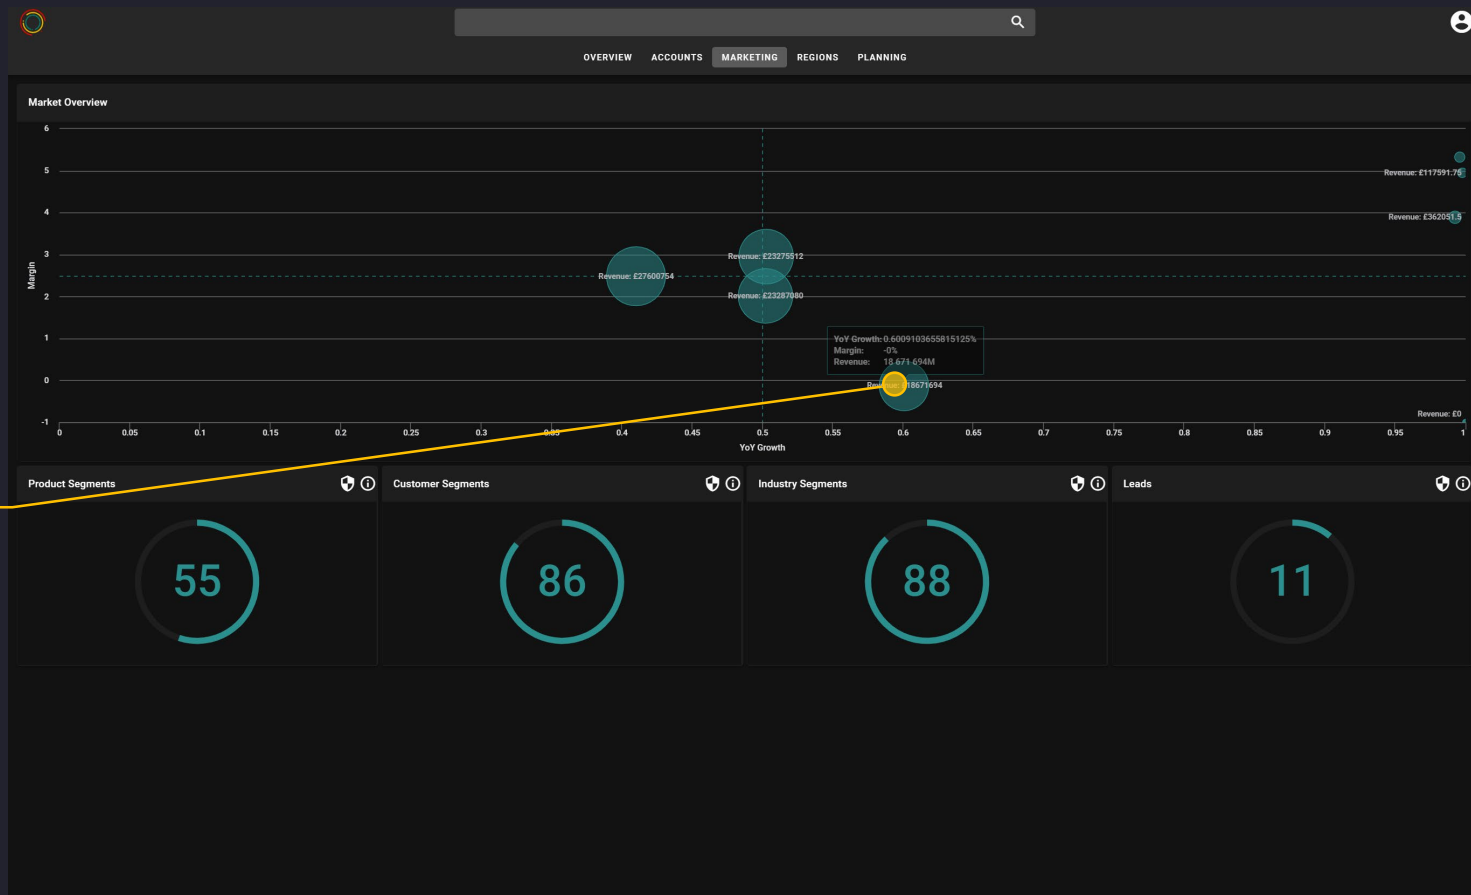 OVERVIEW ACCOUNTS MARKETING REGIONS PLANNING
Market Overview
6
5
4
3
2
1
0
-1
Margin
Revenue: £117591.75
Revenue: £362051.5
Revenue: £23275512
Revenue: £27600754
Revenue: £23287080
YoY Growth: 0.6009103655815125%
Margin: -0%
Revenue: 18 671 694M
Revenue: £18671694
Revenue: £0
0 0.05 0.1 0.15 0.2 0.25 0.3 0.35 0.4 0.45 0.5 0.55 0.6 0.65 0.7 0.75 0.8 0.85 0.9 0.95 1
YoY Growth
Product Segments
55
Customer Segments
86
Industry Segments
88
Leads
11